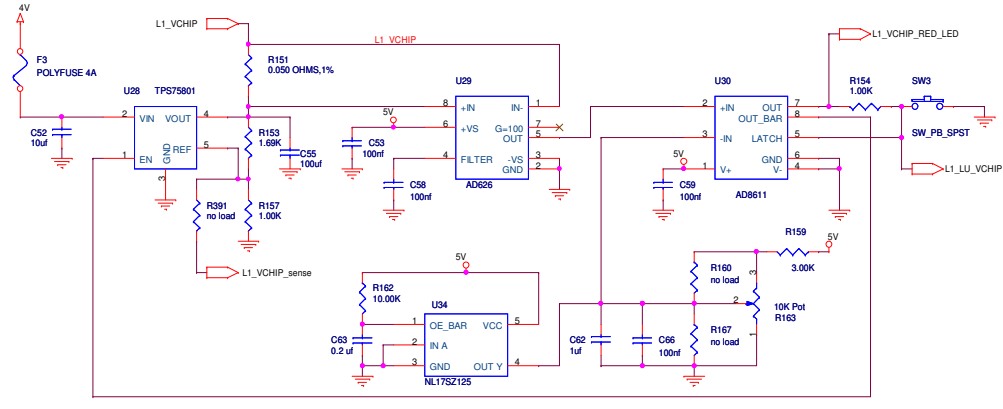 4V
F3
POLYFUSE 4A
C52
10uf
U28
TPS75801
2
VIN
VOUT
4
GND
REF
5
1
EN
3
L1_VCHIP
L1_VCHIP
R151
0.050 OHMS,1%
R153
1.69K
C55
100uf
R391
no load
R157
1.00K
L1_VCHIP_sense
5V
C53
100nf
C58
100nf
U29
8
+IN
IN-
1
6
+VS
G=100
7
OUT
5
4
FILTER
-VS
3
GND
2
AD626
5V
C59
100nf
U30
2
+IN
OUT
7
OUT_BAR
8
3
-IN
LATCH
5
GND
6
1
V+
V-
4
AD8611
L1_VCHIP_RED_LED
R154
1.00K
SW3
SW_PB_SPST
L1_LU_VCHIP
5V
R162
10.00K
C63
0.2 uf
U34
1
OE_BAR
VCC
5
2
IN A
3
GND
OUT Y
4
NL17SZ125
C62
1uf
C66
100nf
R160
no load
R167
no load
R159
3.00K
5V
3
2
10K Pot
R163
1